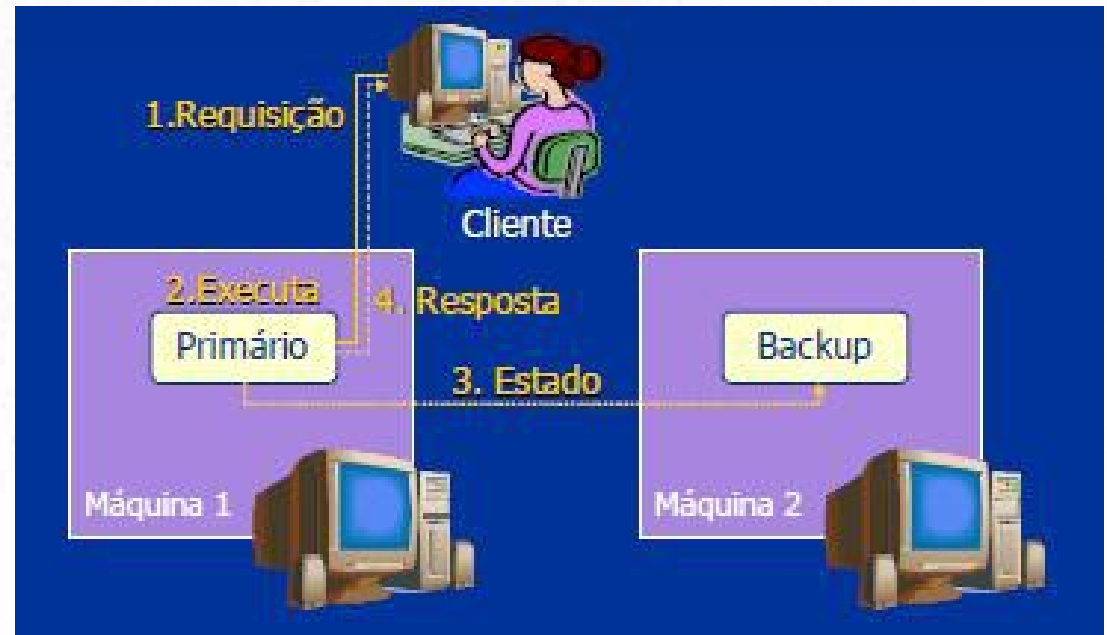 1.Requisição
Cliente
2.Executa
4. Resposta
Primário
Backup
3. Estado
Máquina 1
Máquina 2